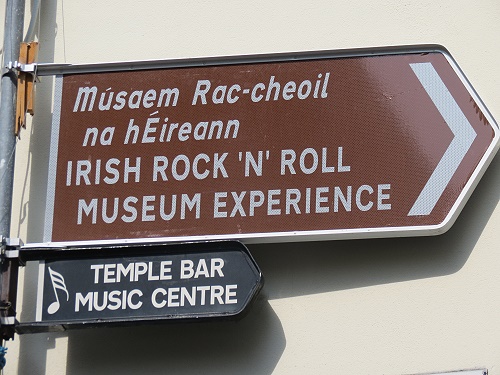 Músaem Rac-cheoil
na hÉireann
IRISH ROCK 'N' ROLL
MUSEUM EXPERIENCE
TEMPLE BAR
MUSIC CENTRE